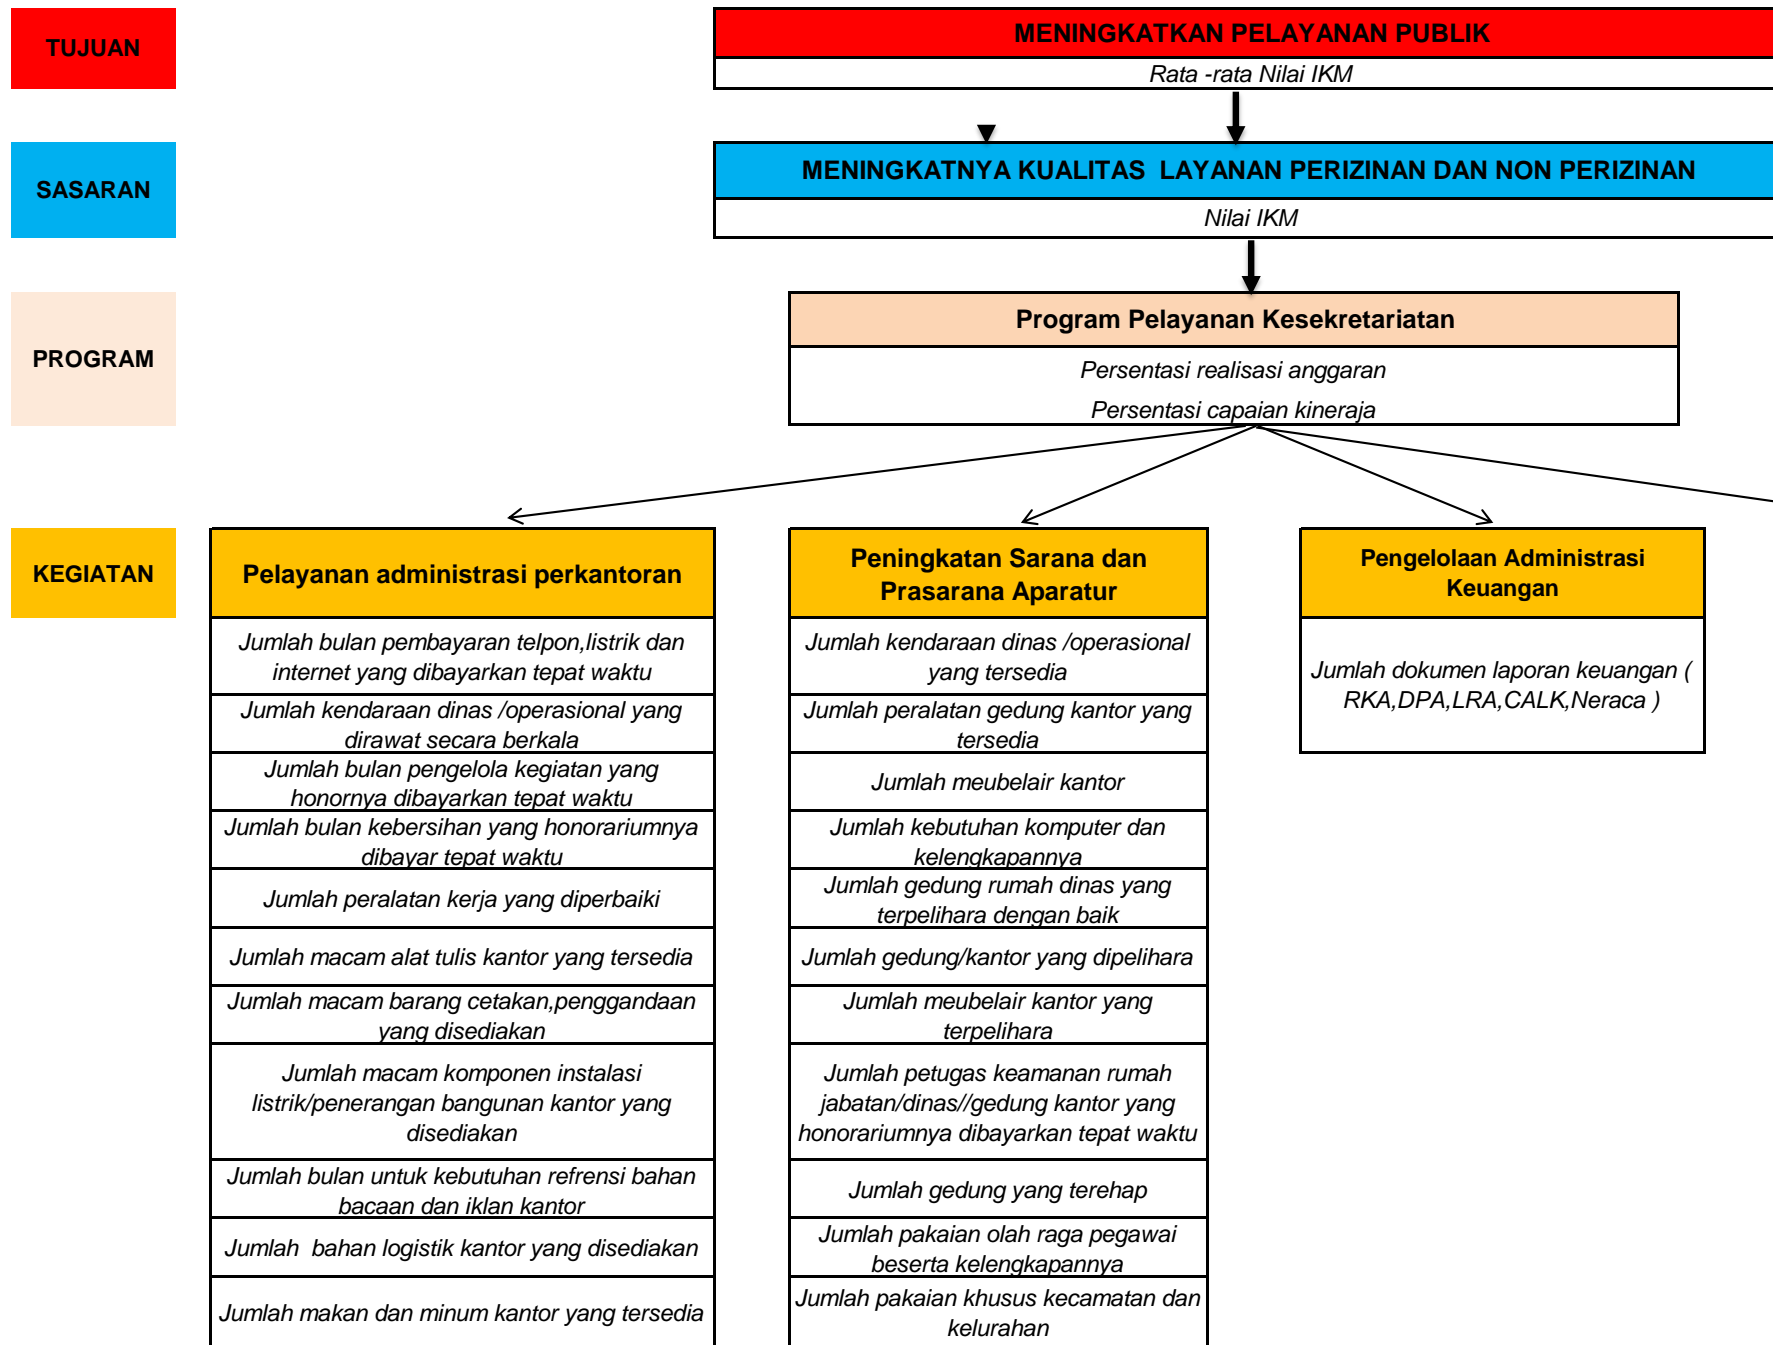 TUJUAN
MENINGKATKAN PELAYANAN PUBLIK
Rata -rata Nilai IKM
SASARAN
MENINGKATNYA KUALITAS  LAYANAN PERIZINAN DAN NON PERIZINAN
Nilai IKM
PROGRAM
Program Pelayanan Kesekretariatan
Persentasi realisasi anggaran
Persentasi capaian kineraja
KEGIATAN
Pelayanan administrasi perkantoran
Jumlah bulan pembayaran telpon,listrik dan
internet yang dibayarkan tepat waktu
Jumlah kendaraan dinas /operasional yang
dirawat secara berkala
Jumlah bulan pengelola kegiatan yang
honornya dibayarkan tepat waktu
Jumlah bulan kebersihan yang honorariumnya
dibayar tepat waktu
Jumlah peralatan kerja yang diperbaiki
Jumlah macam alat tulis kantor yang tersedia
Jumlah macam barang cetakan,penggandaan
yang disediakan
Jumlah macam komponen instalasi
listrik/penerangan bangunan kantor yang
disediakan
Jumlah bulan untuk kebutuhan refrensi bahan
bacaan dan iklan kantor
Jumlah  bahan logistik kantor yang disediakan
Jumlah makan dan minum kantor yang tersedia
Peningkatan Sarana dan
Prasarana Aparatur
Jumlah kendaraan dinas /operasional
yang tersedia
Jumlah peralatan gedung kantor yang
tersedia
Jumlah meubelair kantor
Jumlah kebutuhan komputer dan
kelengkapannya
Jumlah gedung rumah dinas yang
terpelihara dengan baik
Jumlah gedung/kantor yang dipelihara
Jumlah meubelair kantor yang
terpelihara
Jumlah petugas keamanan rumah
jabatan/dinas//gedung kantor yang
honorariumnya dibayarkan tepat waktu
Jumlah gedung yang terehap
Jumlah pakaian olah raga pegawai
beserta kelengkapannya
Jumlah pakaian khusus kecamatan dan
kelurahan
Pengelolaan Administrasi
Keuangan
Jumlah dokumen laporan keuangan (
RKA,DPA,LRA,CALK,Neraca )